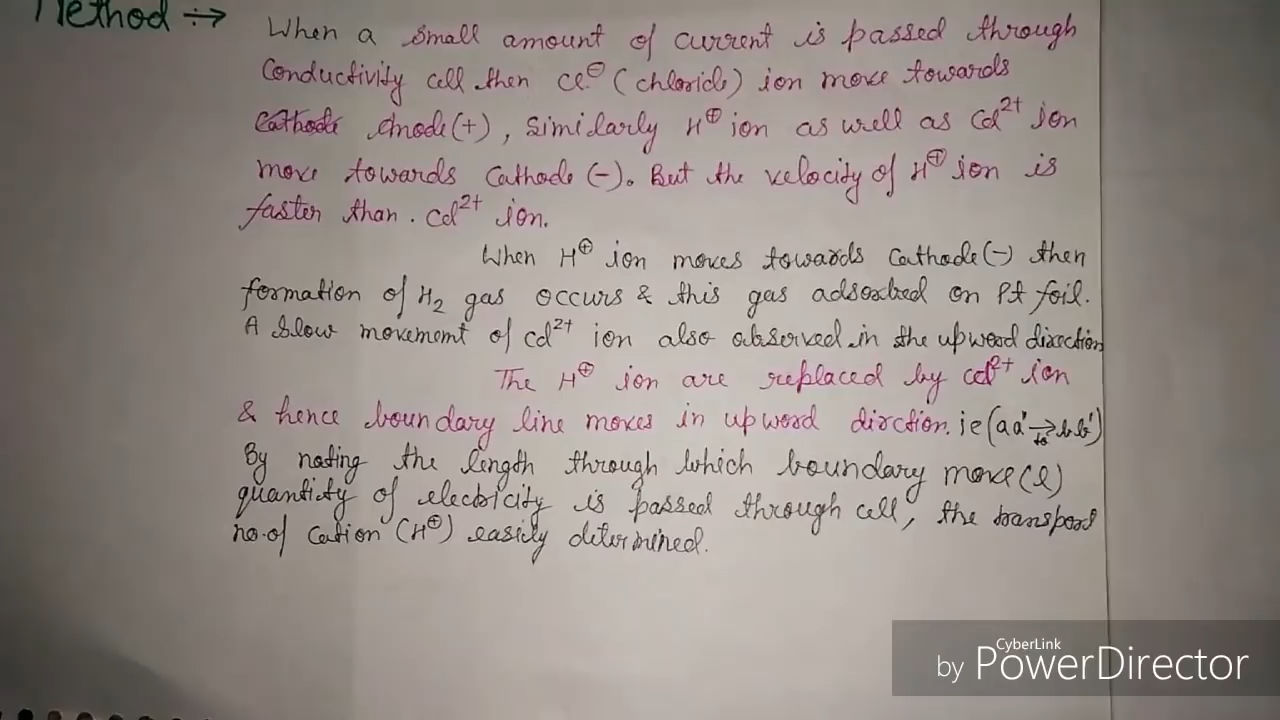 Method ÷→
When a small amount of current is passed through
Conductivity cell then Cl⊖ (chloride) ion move towards
Cathode Anode(+), similarly H⊕ ion as well as Cd2+ ion
move towards Cathode (-). But the velocity of H⊕ ion is
faster than. Cd2+ ion.
When H⊕ ion moves towards Cathode(-) then
formation of H2 gas occurs & this gas adsorbed on Pt foil.
A slow movement of Cd2+ ion also observed in the upword direction
The H⊕ ion are replaced by Cd2+ ion
& hence boundary line moves in upword dirction. ie (aa' → to bb')
By noting the length through which boundary move (l)
quantity of electricity is passed through cell, the transpord
no. of Cation (H⊕) easily determined.
CyberLink
by PowerDirector